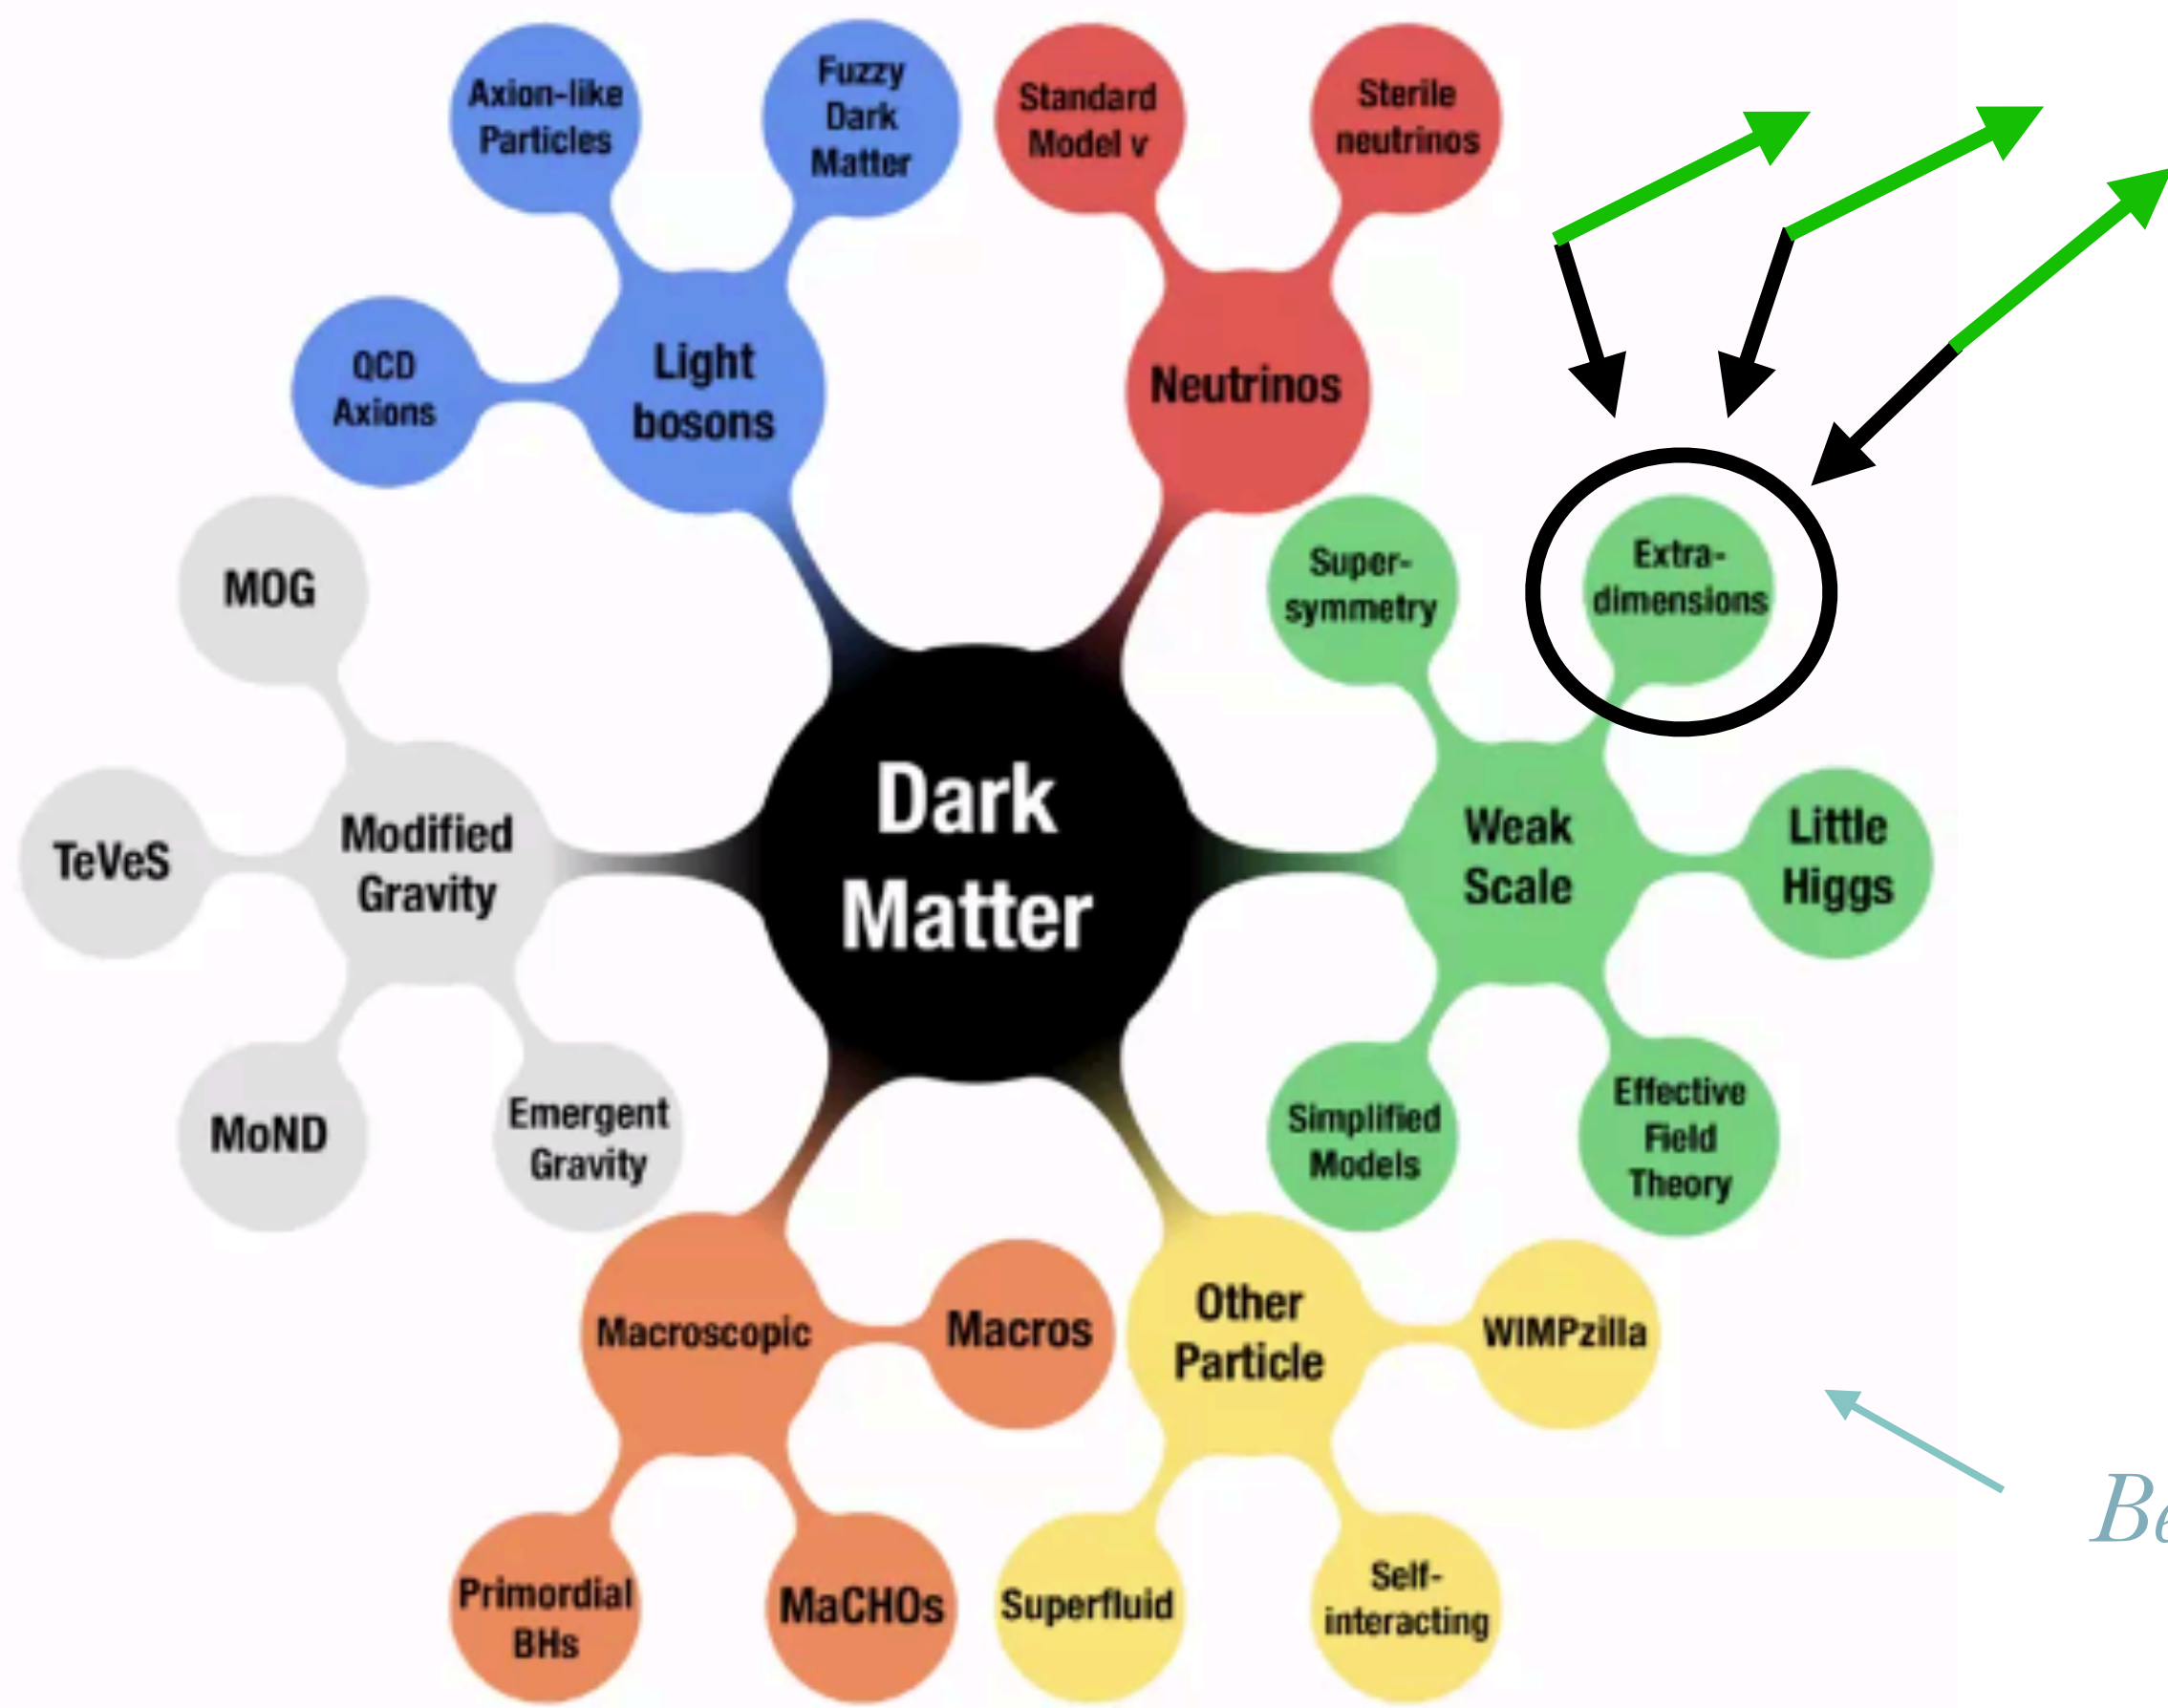 Axion-like
Particles
Fuzzy
Dark
Matter
Standard
Model ν
Sterile
neutrinos
QCD
Axions
Light
bosons
Neutrinos
MOG
Super-
symmetry
Extra-
dimensions
TeVeS
Modified
Gravity
Dark
Matter
Weak
Scale
Little
Higgs
MoND
Emergent
Gravity
Simplified
Models
Effective
Field
Theory
Macroscopic
Macros
Other
Particle
WIMPzilla
Primordial
BHs
MaCHOs
Superfluid
Self-
interacting